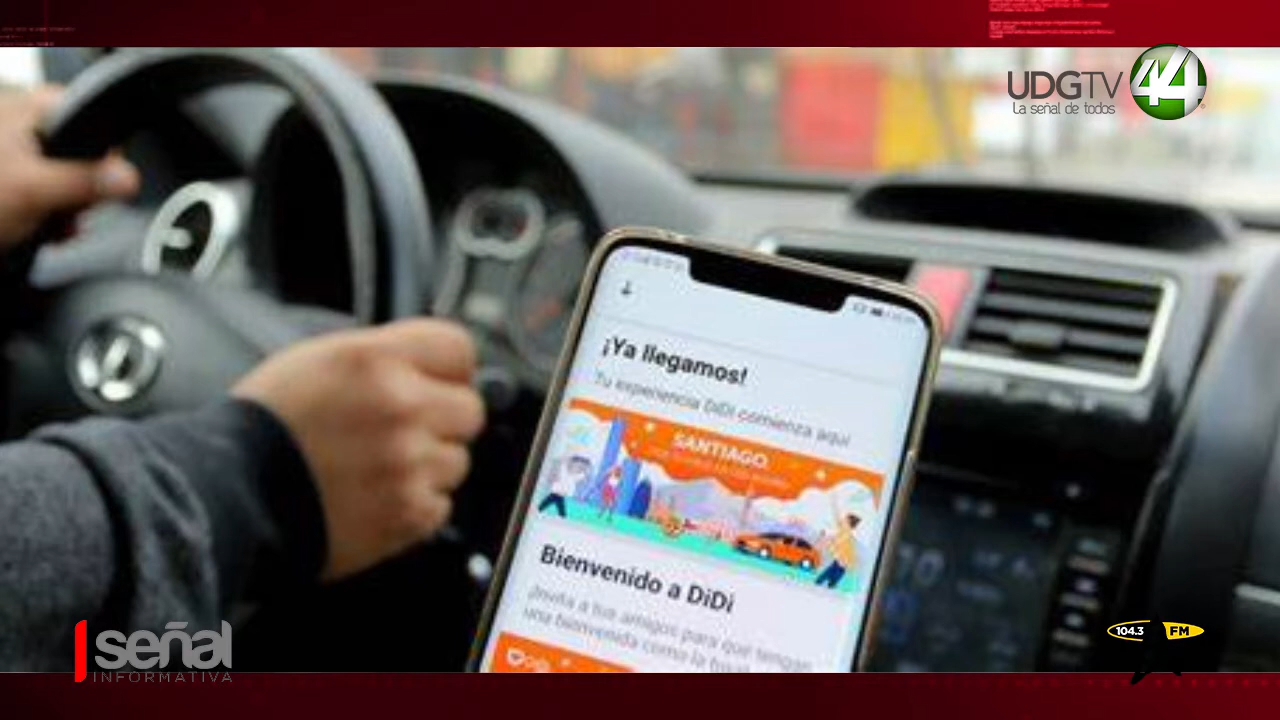 UDGTV 44
La señal de todos
¡Ya llegamos!
Tu experiencia DiDi comienza aquí
SANTIAGO
Bienvenido a DiDi
¡Invita a tus amigos para que tengan
una bienvenida como la
señal
INFORMATIVA
104.3 FM